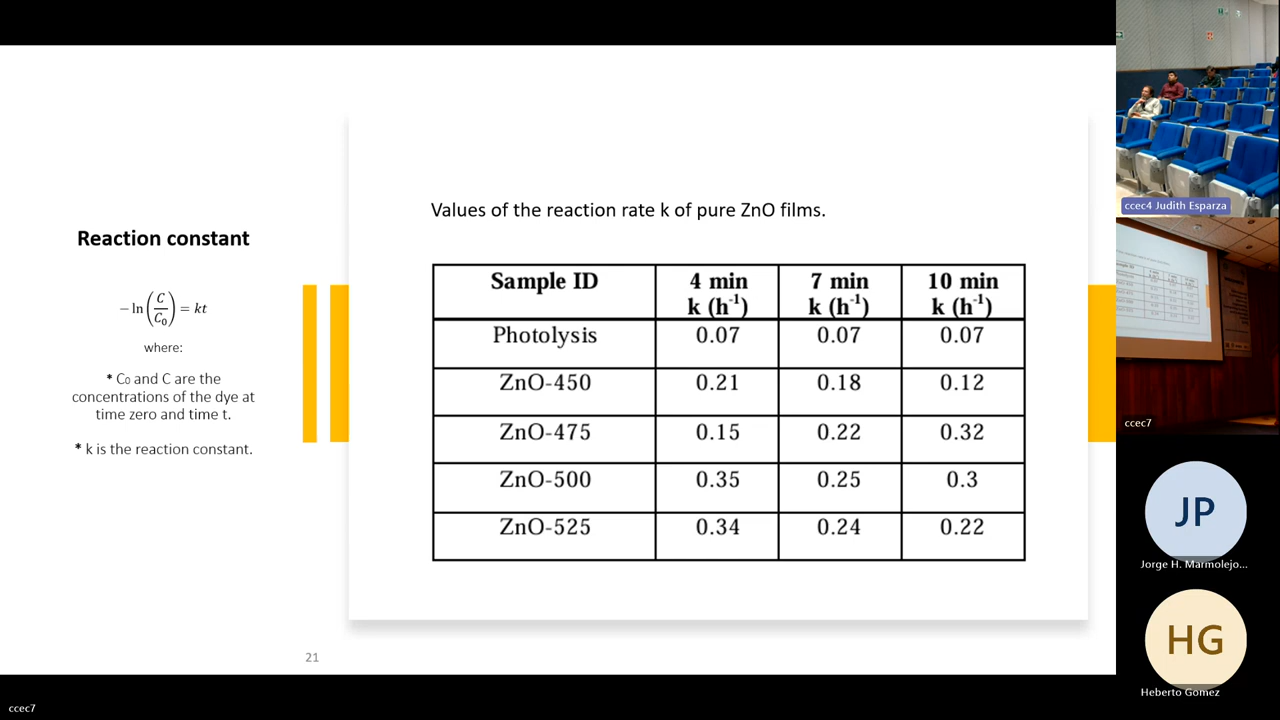 Reaction constant
−ln(C/C₀) = kt
where:
* C₀ and C are the
concentrations of the dye at
time zero and time t.
* k is the reaction constant.
21
Values of the reaction rate k of pure ZnO films.
Sample ID 4 min k (h⁻¹) 7 min k (h⁻¹) 10 min k (h⁻¹)
Photolysis 0.07 0.07 0.07
ZnO-450 0.21 0.18 0.12
ZnO-475 0.15 0.22 0.32
ZnO-500 0.35 0.25 0.3
ZnO-525 0.34 0.24 0.22
ccec4 Judith Esparza
ccec7
JP
Jorge H. Marmolejo...
HG
Heberto Gomez
ccec7